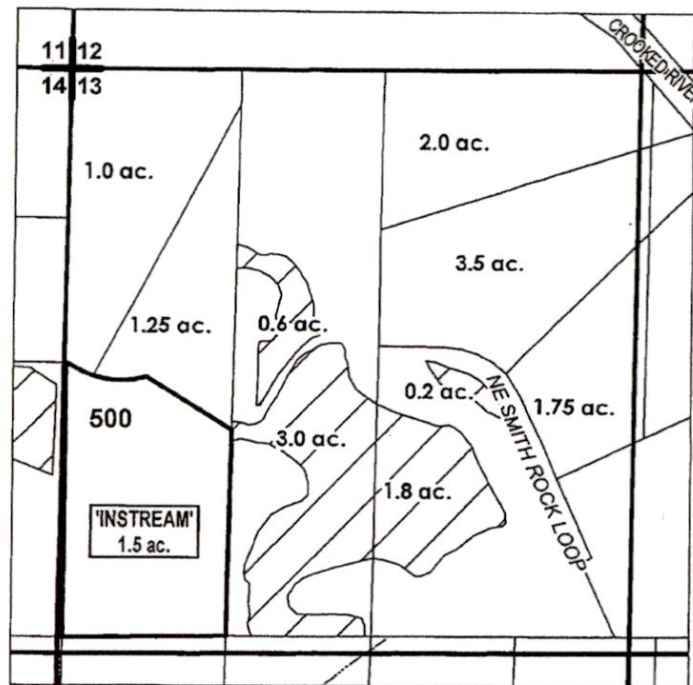 11 12
14 13
CROOKED RIVER
1.0 ac.
2.0 ac.
3.5 ac.
1.25 ac.
0.6 ac.
0.2 ac.
NE SMITH ROCK LOOP
1.75 ac.
500
3.0 ac.
1.8 ac.
'INSTREAM'
1.5 ac.